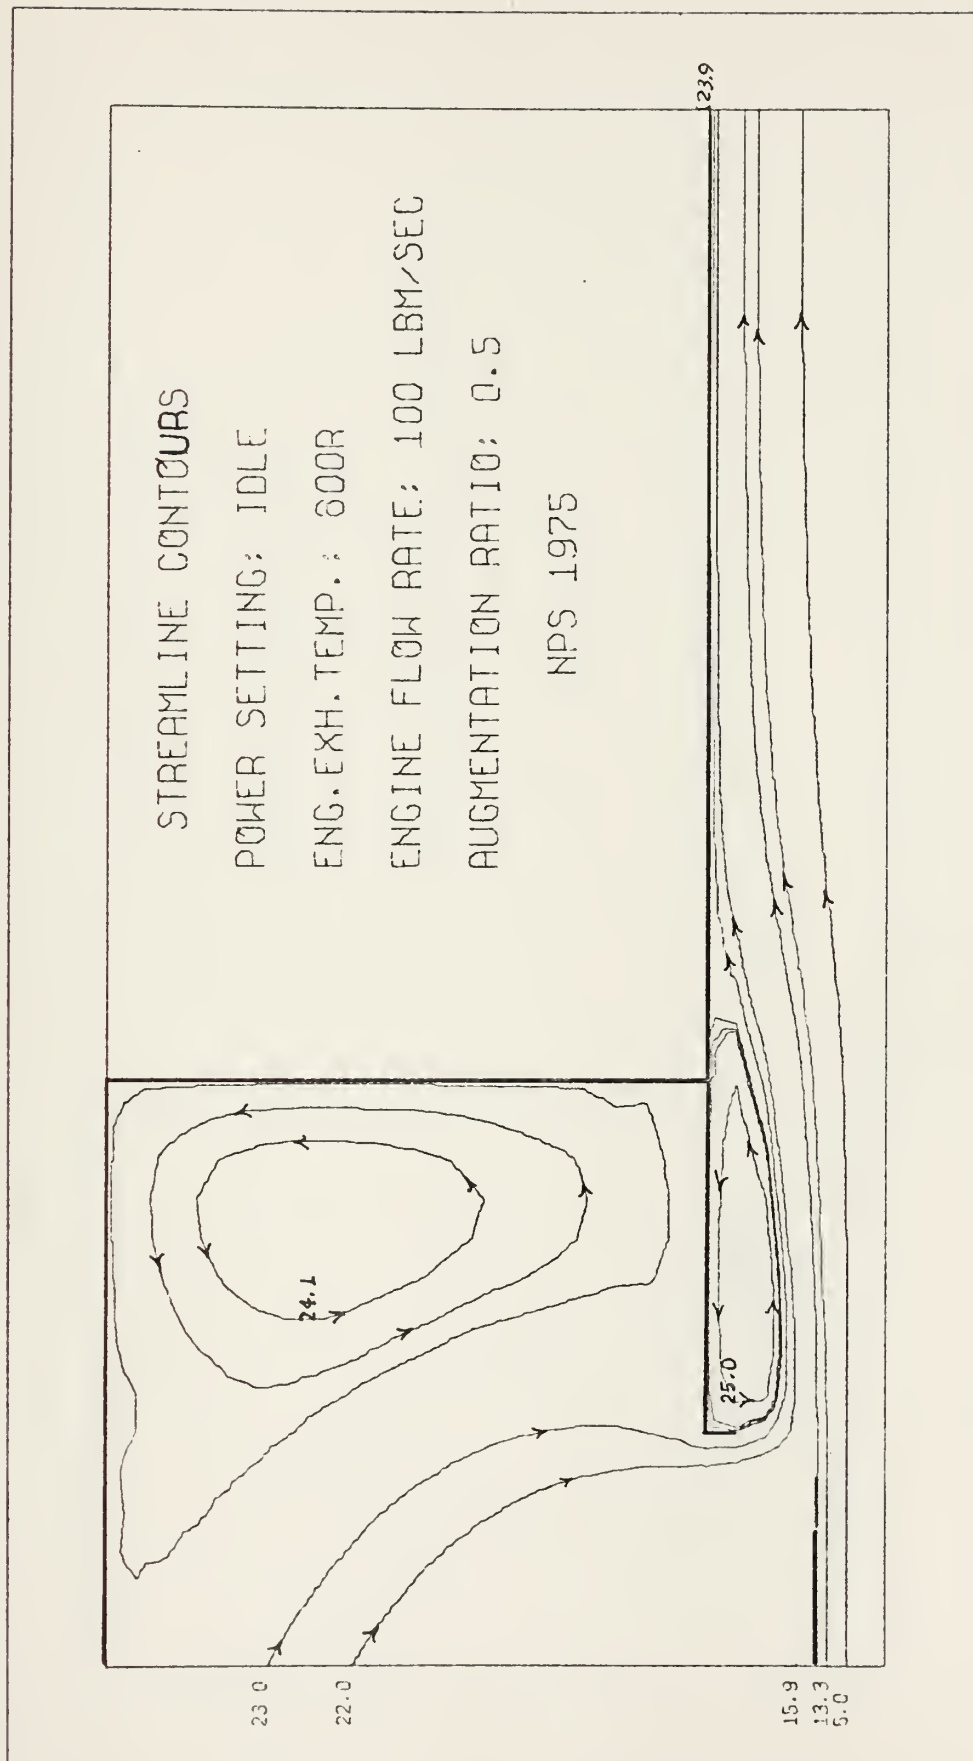 STREAMLINE CONTOURS
POWER SETTING: IDLE
ENG.EXH.TEMP.:
ENGINE FLOW RATE: 100 LBM/SEC
AUGMENTATION RATIO: 0.5
NPS 1975
23.9
24.1
25.0
23.0
22.0
15.9
13.3
5.0